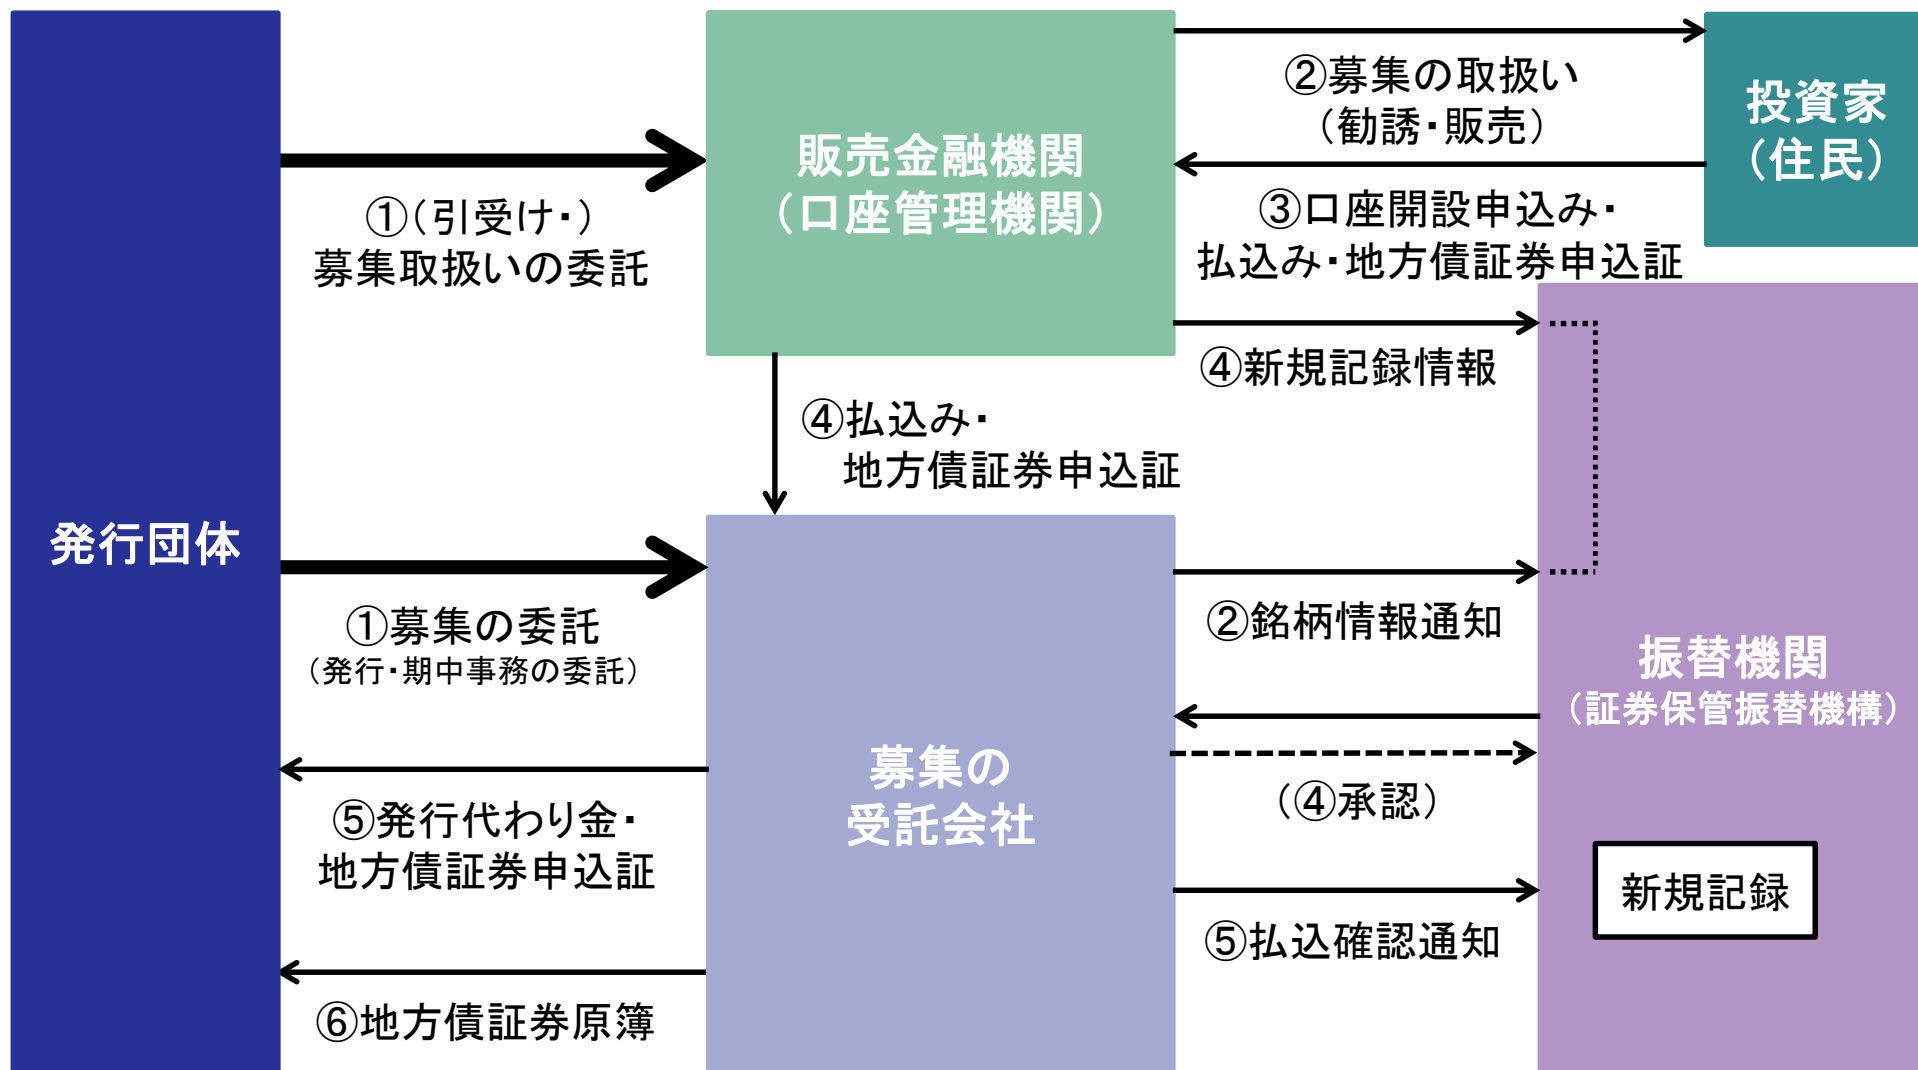 発行団体
①(引受け・)
募集取扱いの委託
販売金融機関
(口座管理機関)
②募集の取扱い
(勧誘・販売)
投資家
(住民)
③口座開設申込み・
払込み・地方債証券申込証
④新規記録情報
④払込み・
地方債証券申込証
①募集の委託
(発行・期中事務の委託)
募集の
受託会社
②銘柄情報通知
振替機関
(証券保管振替機構)
(④承認)
⑤発行代わり金・
地方債証券申込証
⑤払込確認通知
新規記録
⑥地方債証券原簿